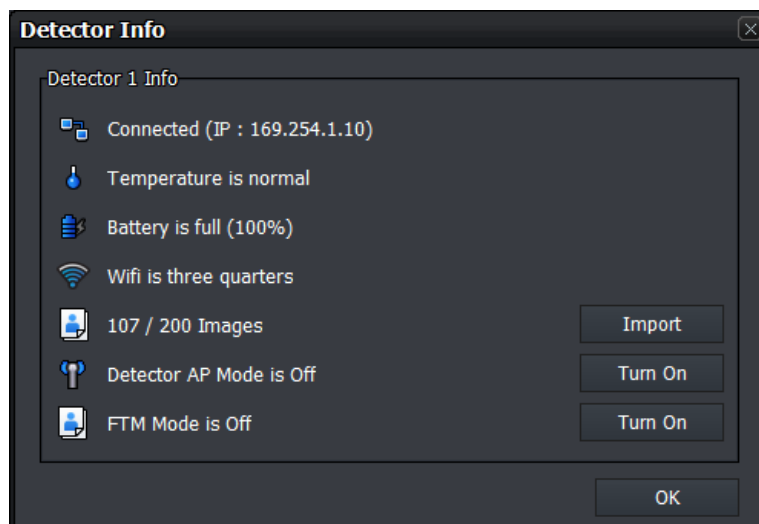 Detector Info
Detector 1 Info
Connected (IP : 169.254.1.10)
Temperature is normal
Battery is full (100%)
Wifi is three quarters
107 / 200 Images Import
Detector AP Mode is Off Turn On
FTM Mode is Off Turn On
OK